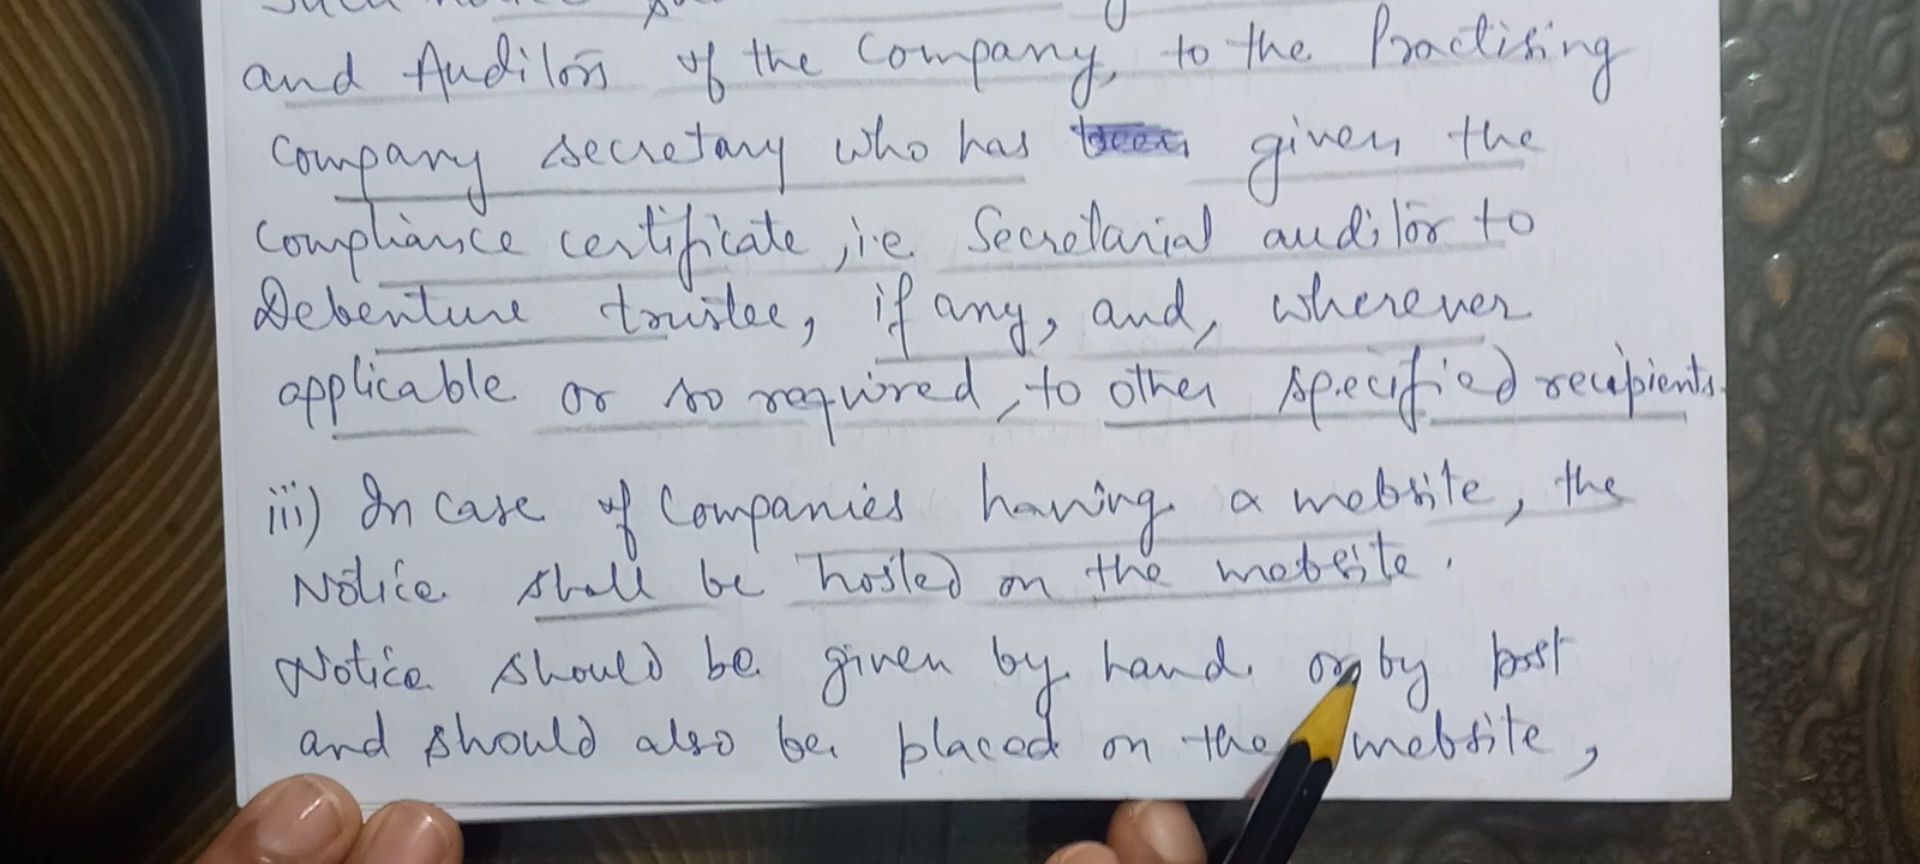 and Auditors of the Company, to the Practising
Company secretary who has given the
Compliance certificate, i.e Secretarial auditor to
Debenture trustee, if any, and, wherever
applicable or so required, to other specified recipients.
iii) In case of Companies having a website, the
Notice shall be hosted on the website.
Notice should be given by hand or by post
and should also be placed on the website,